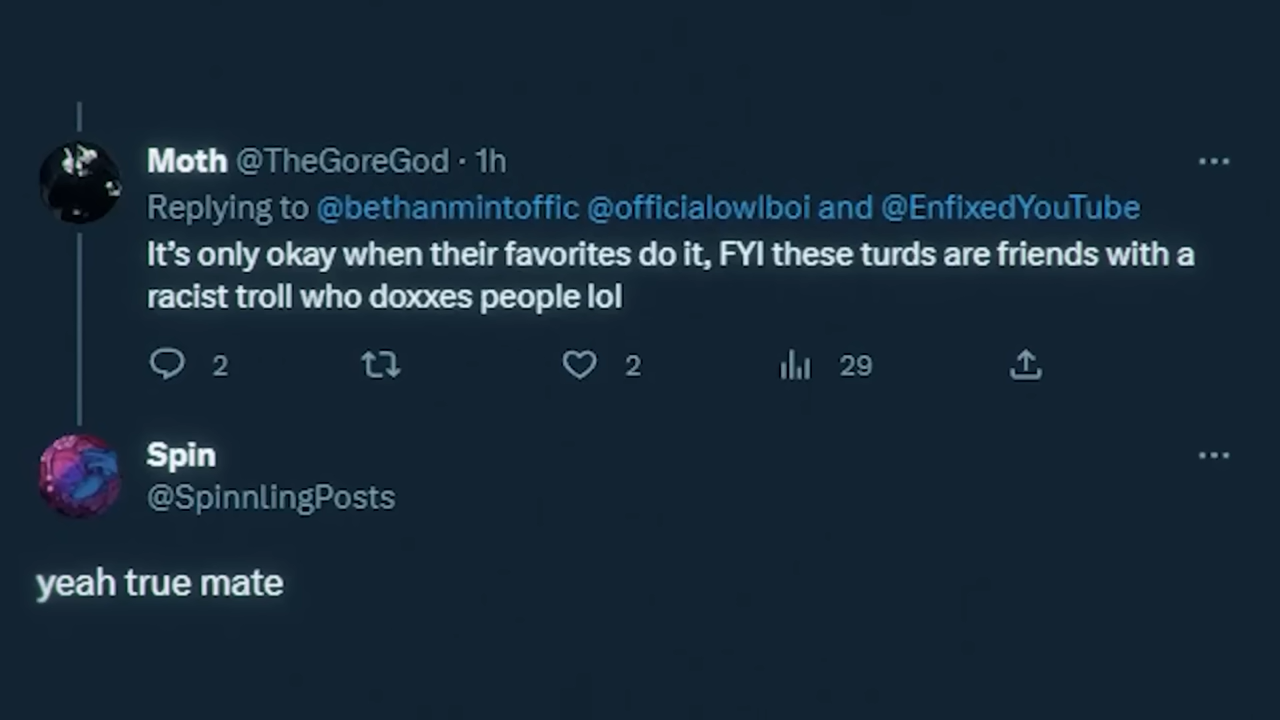 Moth @TheGoreGod · 1h
Replying to @bethanmintoffic @officialowlboi and @EnfixedYouTube
It's only okay when their favorites do it, FYI these turds are friends with a
racist troll who doxxes people lol
2 2 29
Spin
@SpinnlingPosts
yeah true mate